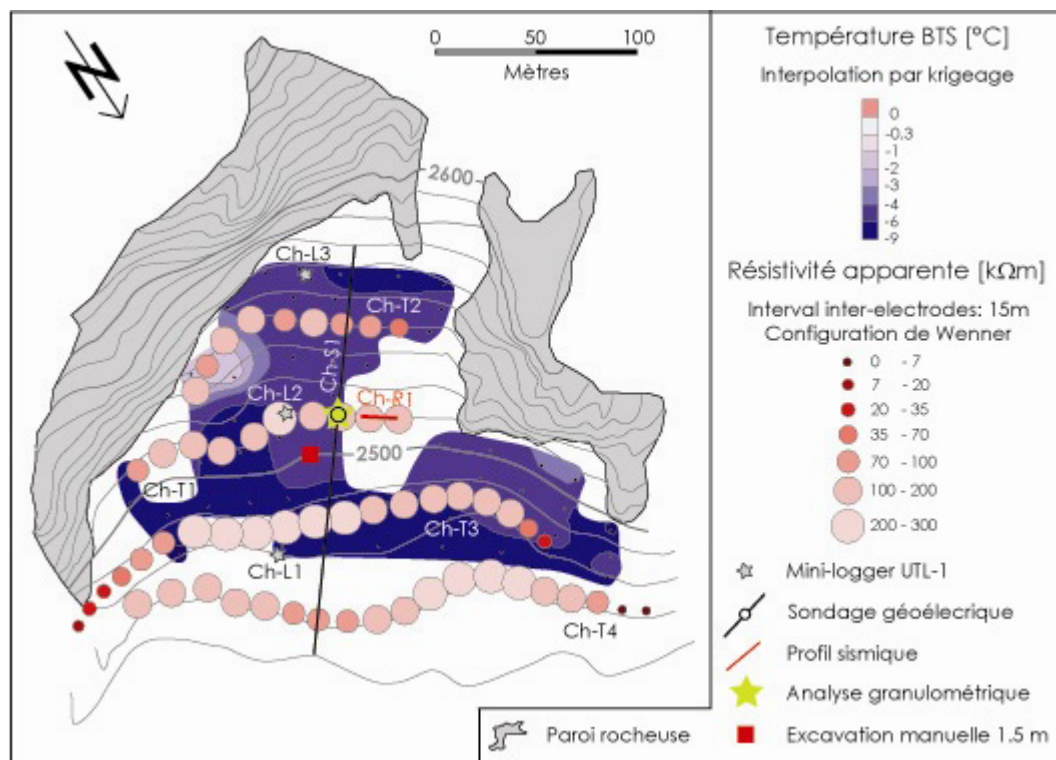 0 50 100
Mètres
N
2600
Ch-L3
Ch-T2
Ch-S1
Ch-L2
Ch-R1
2500
Ch-T1
Ch-T3
Ch-L1
Ch-T4
Paroi rocheuse
Température BTS [°C]
Interpolation par krigeage
0
-0.3
-1
-2
-3
-4
-6
-9
Résistivité apparente [kΩm]
Interval inter-electrodes: 15m
Configuration de Wenner
0 - 7
7 - 20
20 - 35
35 - 70
70 - 100
100 - 200
200 - 300
Mini-logger UTL-1
Sondage géoélecrique
Profil sismique
Analyse granulométrique
Excavation manuelle 1.5 m